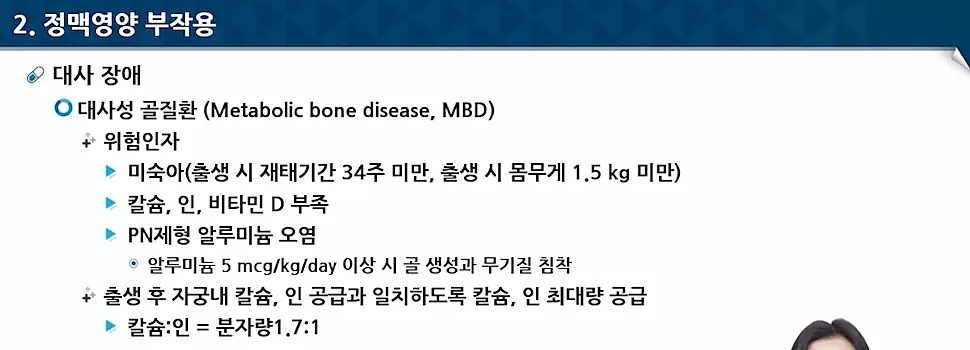 2. 정맥영양 부작용
대사 장애
대사성 골질환 (Metabolic bone disease, MBD)
위험인자
미숙아(출생 시 재태기간 34주 미만, 출생 시 몸무게 1.5 kg 미만)
칼슘, 인, 비타민 D 부족
PN제형 알루미늄 오염
알루미늄 5 mcg/kg/day 이상 시 골 생성과 무기질 침착
출생 후 자궁내 칼슘, 인 공급과 일치하도록 칼슘, 인 최대량 공급
칼슘:인 = 분자량1.7:1